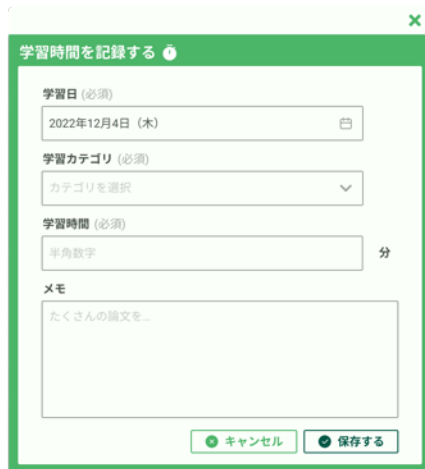 学習時間を記録する
学習日 (必須)
2022年12月4日（木）
学習カテゴリ (必須)
カテゴリを選択
学習時間 (必須)
半角数字
分
メモ
たくさんの論文を...
キャンセル
保存する